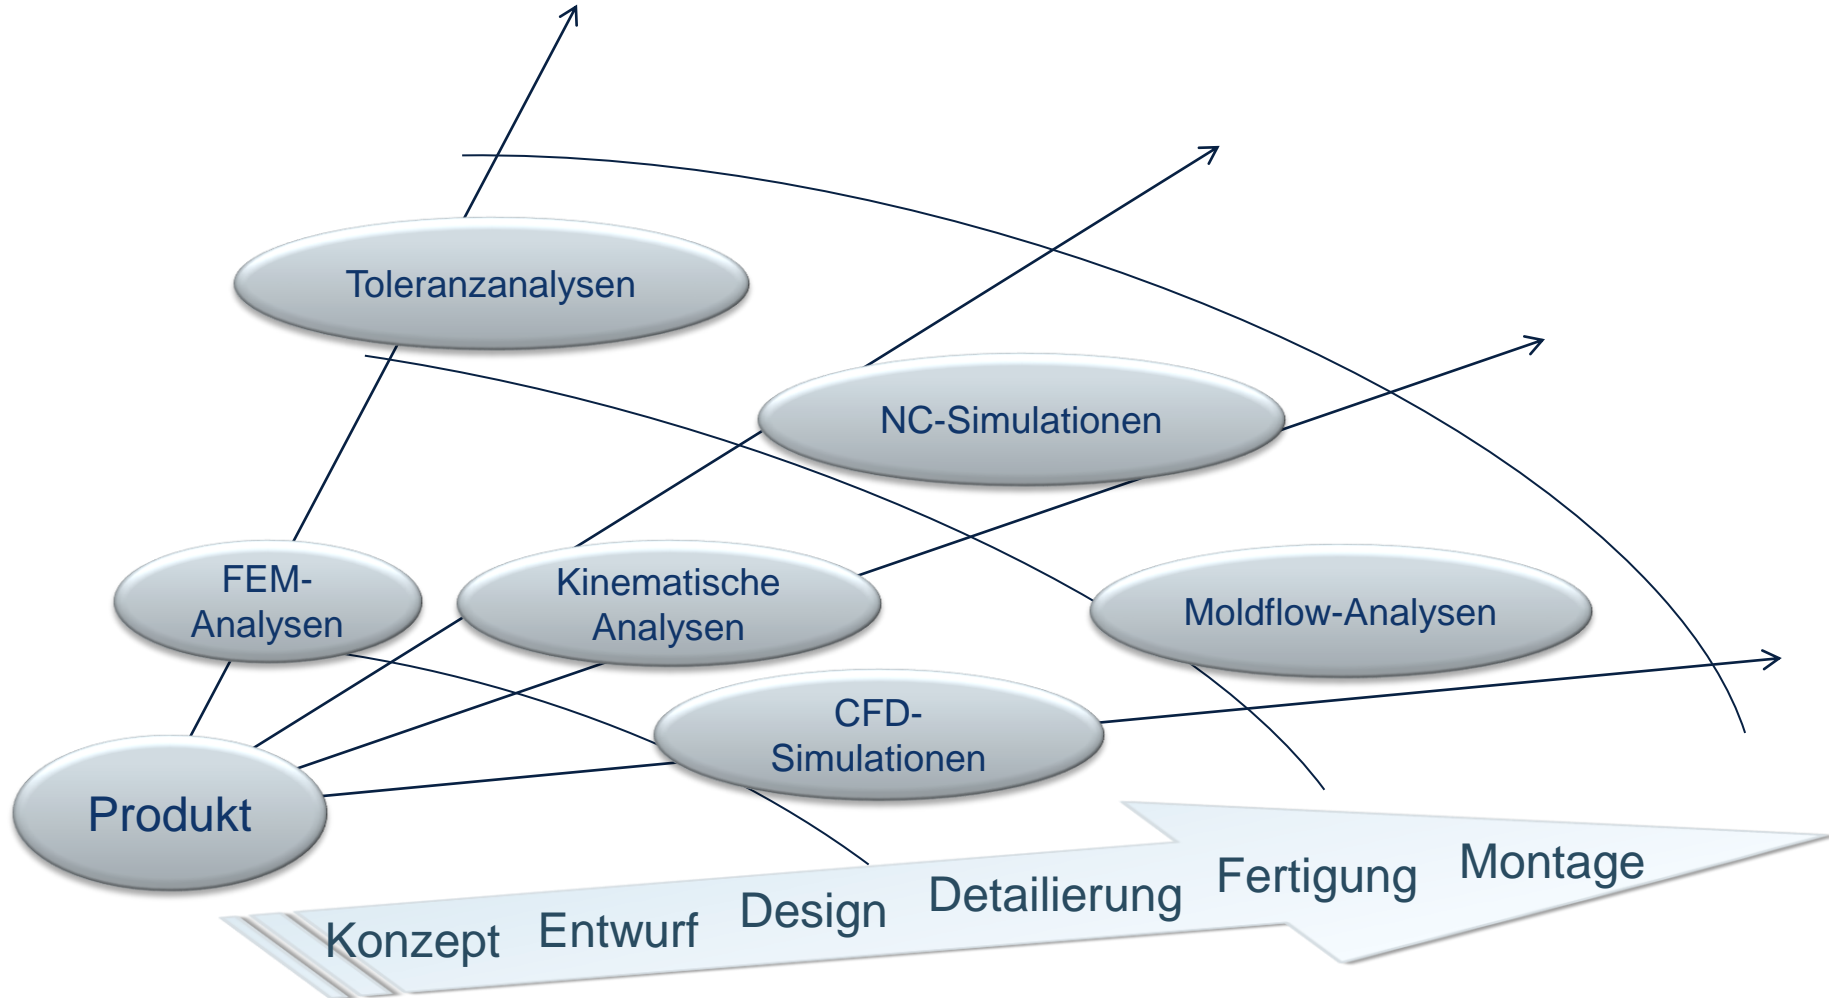 Toleranzanalysen
NC-Simulationen
FEM-
Analysen
Kinematische
Analysen
Moldflow-Analysen
CFD-
Simulationen
Produkt
Konzept
Entwurf
Design
Detailierung
Fertigung
Montage